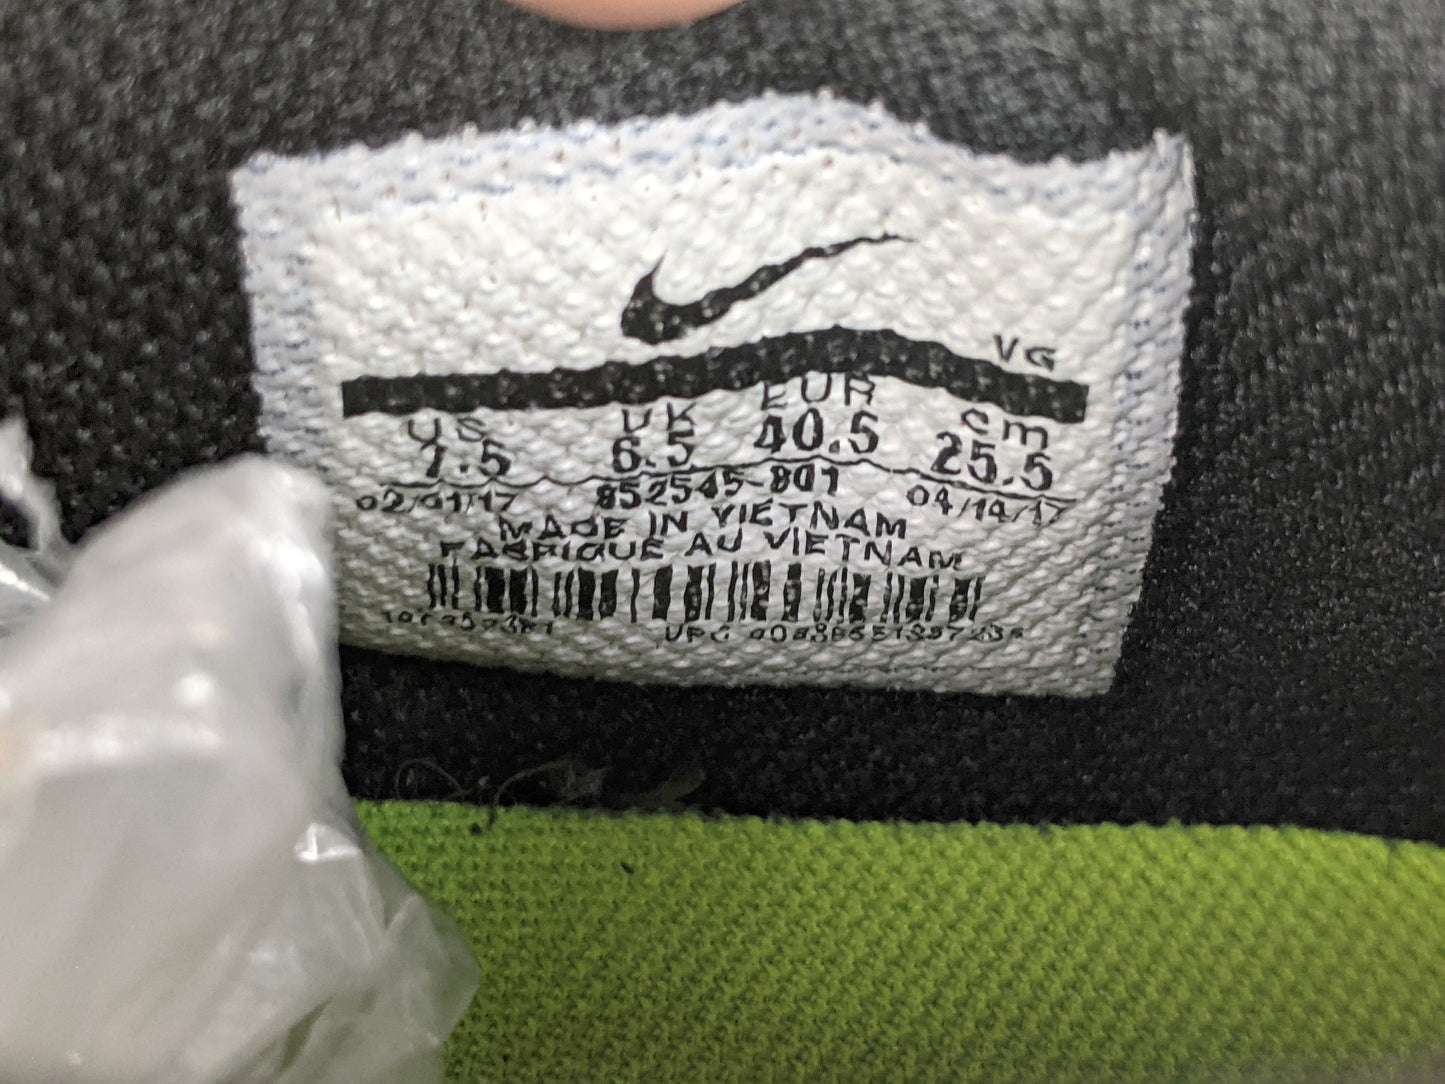 VG
US UK EUR cm
7.5 6.5 40.5 25.5
02/01/17 852545-801 04/14/17
MADE IN VIETNAM
FABRIQUE AU VIETNAM
UPC